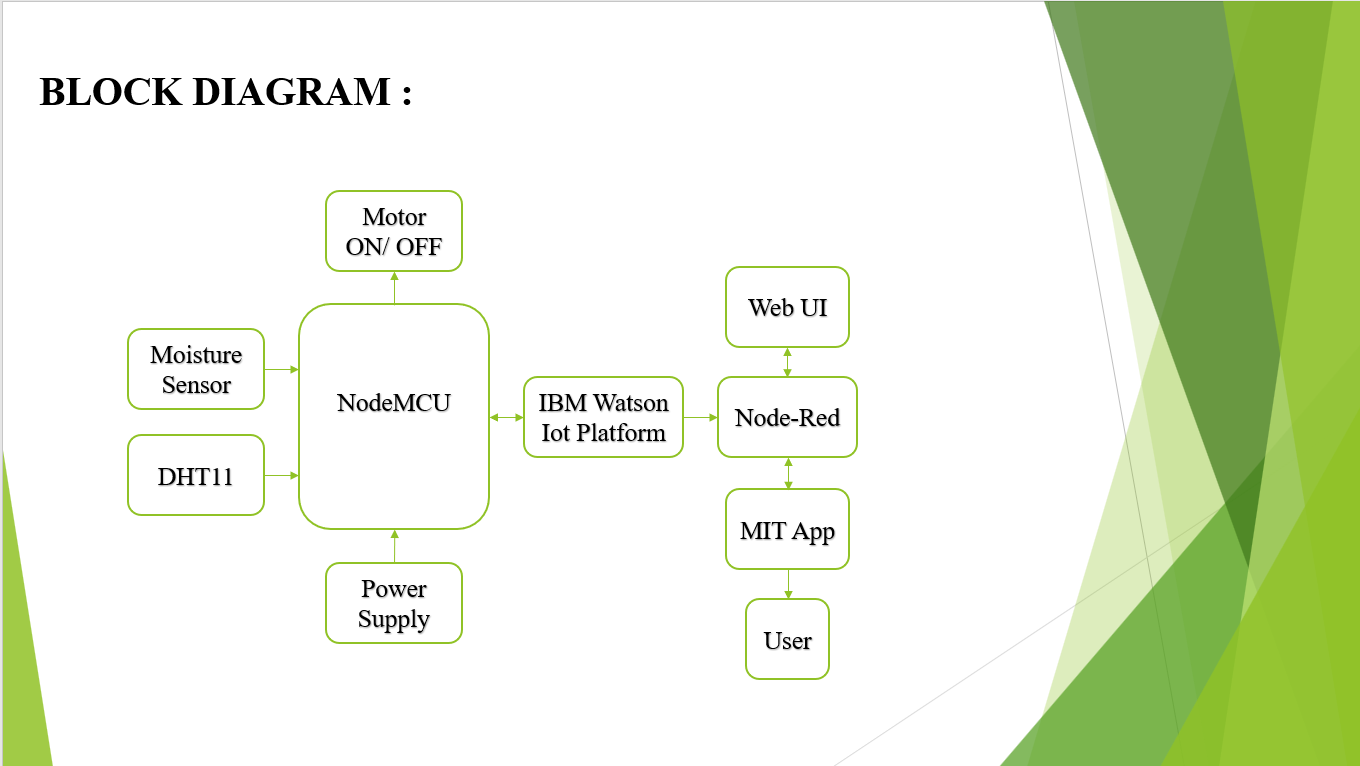 BLOCK DIAGRAM :
Motor
ON/ OFF
Moisture
Sensor
NodeMCU
DHT11
Power
Supply
IBM Watson
Iot Platform
Web UI
Node-Red
MIT App
User